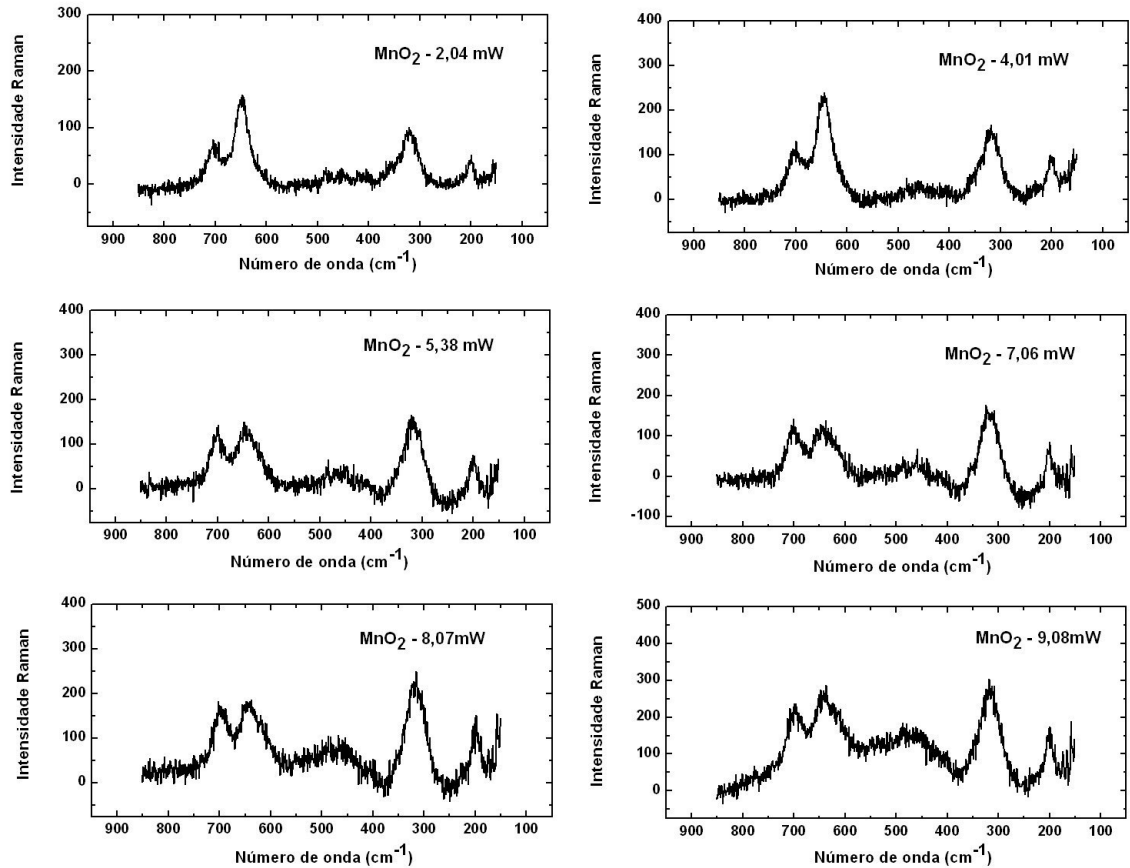 300
200
100
0
900 800 700 600 500 400 300 200 100
Intensidade Raman
Número de onda (cm⁻¹)
MnO₂ - 2,04 mW
400
300
200
100
0
900 800 700 600 500 400 300 200 100
Intensidade Raman
Número de onda (cm⁻¹)
MnO₂ - 4,01 mW
400
300
200
100
0
900 800 700 600 500 400 300 200 100
Intensidade Raman
Número de onda (cm⁻¹)
MnO₂ - 5,38 mW
400
300
200
100
0
-100
900 800 700 600 500 400 300 200 100
Intensidade Raman
Número de onda (cm⁻¹)
MnO₂ - 7,06 mW
400
300
200
100
0
900 800 700 600 500 400 300 200 100
Intensidade Raman
Número de onda (cm⁻¹)
MnO₂ - 8,07mW
500
400
300
200
100
0
900 800 700 600 500 400 300 200 100
Intensidade Raman
Número de onda (cm⁻¹)
MnO₂ - 9,08mW